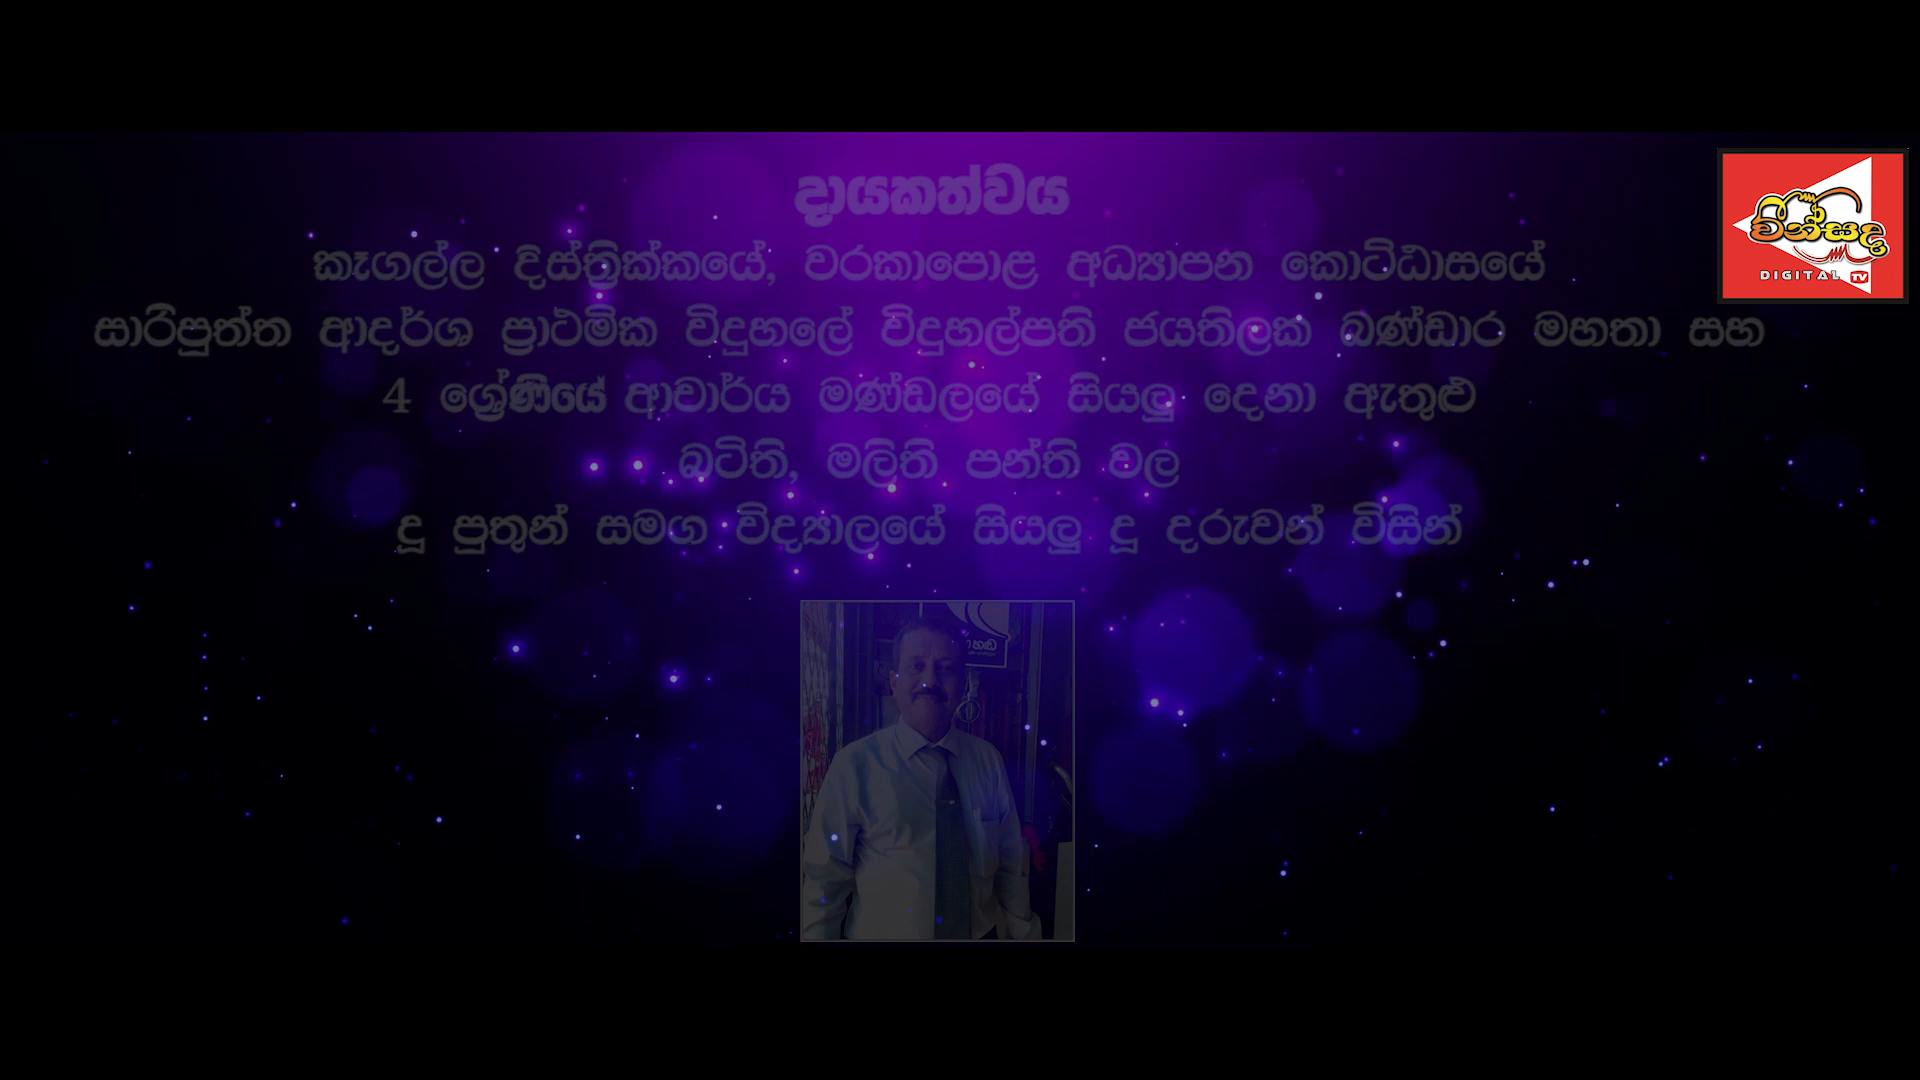 දායකත්වය
කෑගල්ල දිස්ත්‍රික්කයේ, වරකාපොළ අධ්‍යාපන කොට්ඨාසයේ
සාරිපුත්ත ආදර්ශ ප්‍රාථමික විදුහලේ විදුහල්පති ජයතිලක බණ්ඩාර මහතා සහ
4 ශ්‍රේණියේ ආචාර්ය මණ්ඩලයේ සියලු දෙනා ඇතුළු
බටිති, මලිති පන්ති වල
දූ පුතුන් සමග විද්‍යාලයේ සියලු දූ දරුවන් විසින්
වින්සඳ
DIGITAL TV